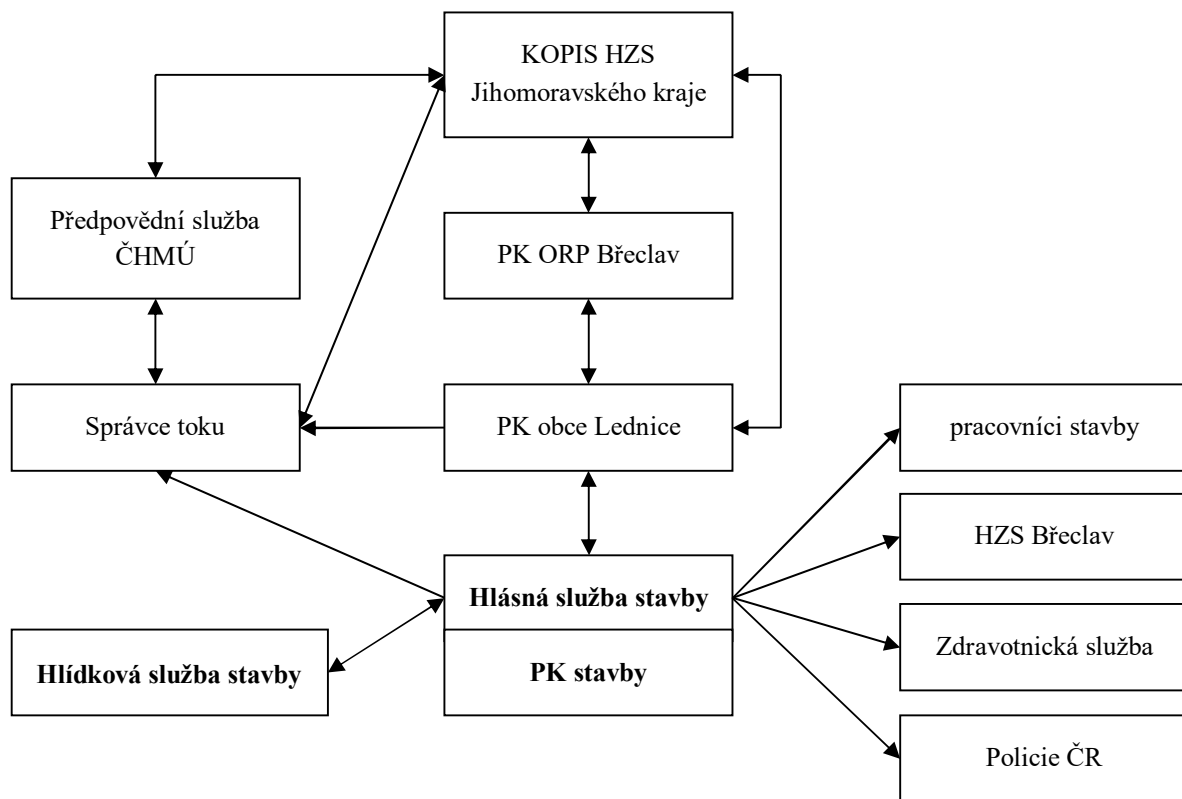 KOPIS HZS
Jihomoravského kraje
Předpovědní služba
ČHMÚ
PK ORP Břeclav
Správce toku
PK obce Lednice
pracovníci stavby
HZS Břeclav
Hlásná služba stavby
Zdravotnická služba
Hlídková služba stavby
PK stavby
Policie ČR